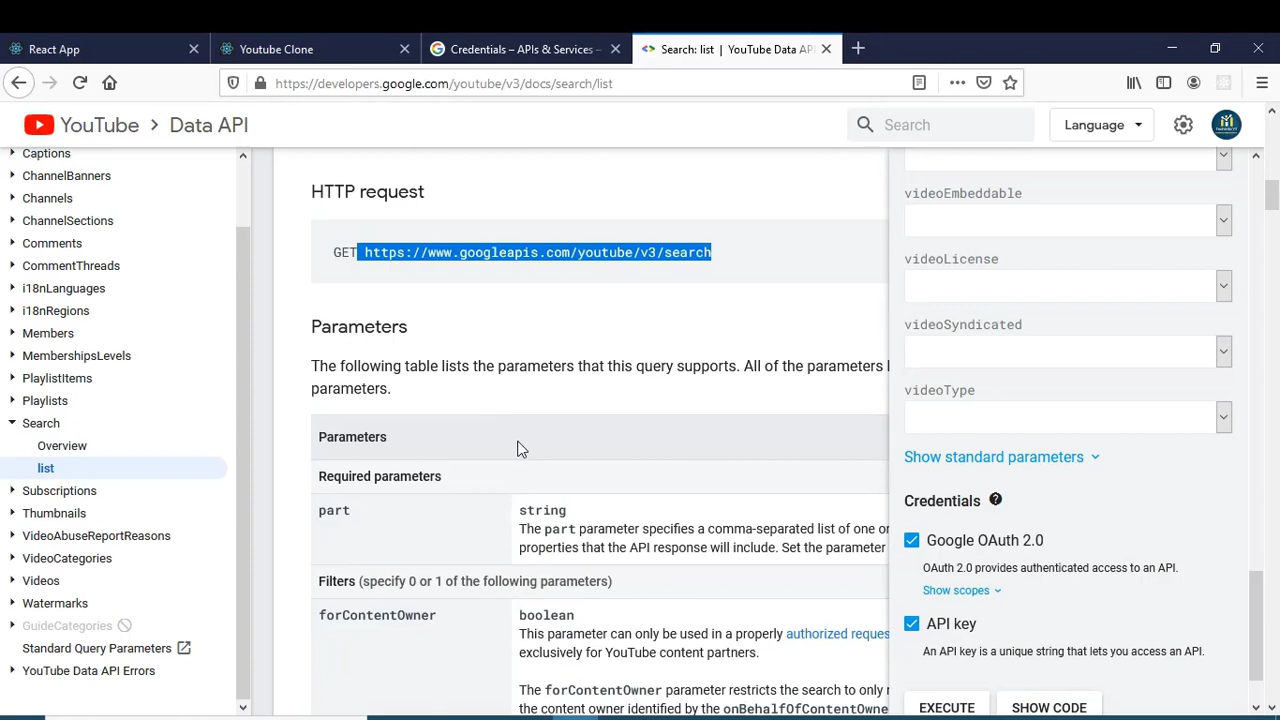 React App
Youtube Clone
Credentials – APIs & Services –
Search: list | YouTube Data API
https://developers.google.com/youtube/v3/docs/search/list
YouTube > Data API
Search
Language
Captions
ChannelBanners
Channels
ChannelSections
Comments
CommentThreads
i18nLanguages
i18nRegions
Members
MembershipsLevels
PlaylistItems
Playlists
Search
Overview
list
Subscriptions
Thumbnails
VideoAbuseReportReasons
VideoCategories
Videos
Watermarks
GuideCategories
Standard Query Parameters
YouTube Data API Errors
HTTP request
GET https://www.googleapis.com/youtube/v3/search
Parameters
The following table lists the parameters that this query supports. All of the parameters l
parameters.
Parameters
Required parameters
part
string
The part parameter specifies a comma-separated list of one or
properties that the API response will include. Set the parameter
Filters (specify 0 or 1 of the following parameters)
forContentOwner
boolean
This parameter can only be used in a properly authorized reques
exclusively for YouTube content partners.
The forContentOwner parameter restricts the search to only r
the content owner identified by the onBehalfOfContentOwne
videoEmbeddable
videoLicense
videoSyndicated
videoType
Show standard parameters
Credentials
Google OAuth 2.0
OAuth 2.0 provides authenticated access to an API.
Show scopes
API key
An API key is a unique string that lets you access an API.
EXECUTE
SHOW CODE